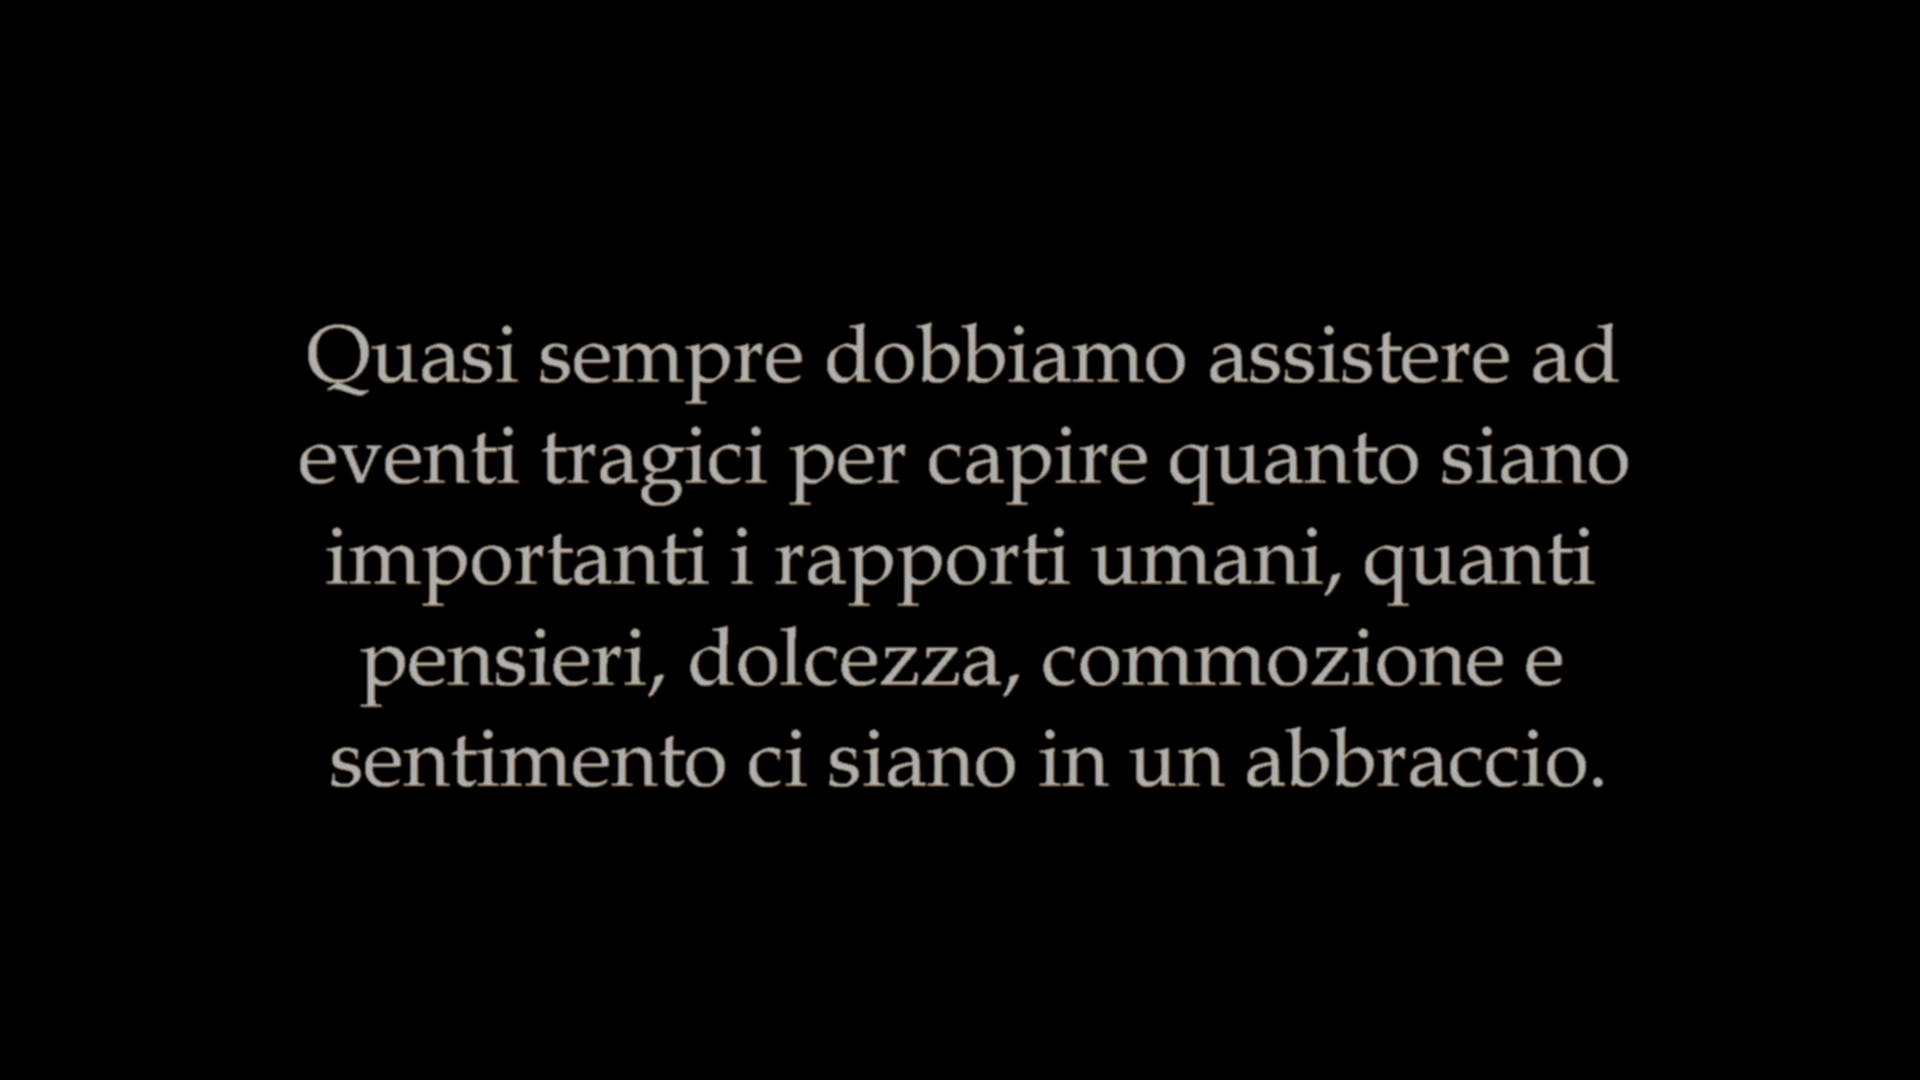 Quasi sempre dobbiamo assistere ad
eventi tragici per capire quanto siano
importanti i rapporti umani, quanti
pensieri, dolcezza, commozione e
sentimento ci siano in un abbraccio.